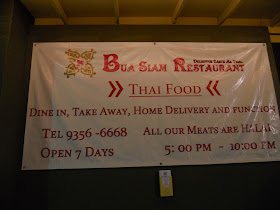 Bua Siam Restaurant
Thai Food
Dine in, Take Away, Home Delivery and function
Tel 9356 -6668 All our Meats are Halal
Open 7 Days 5: 00 pm - 10:00 pm